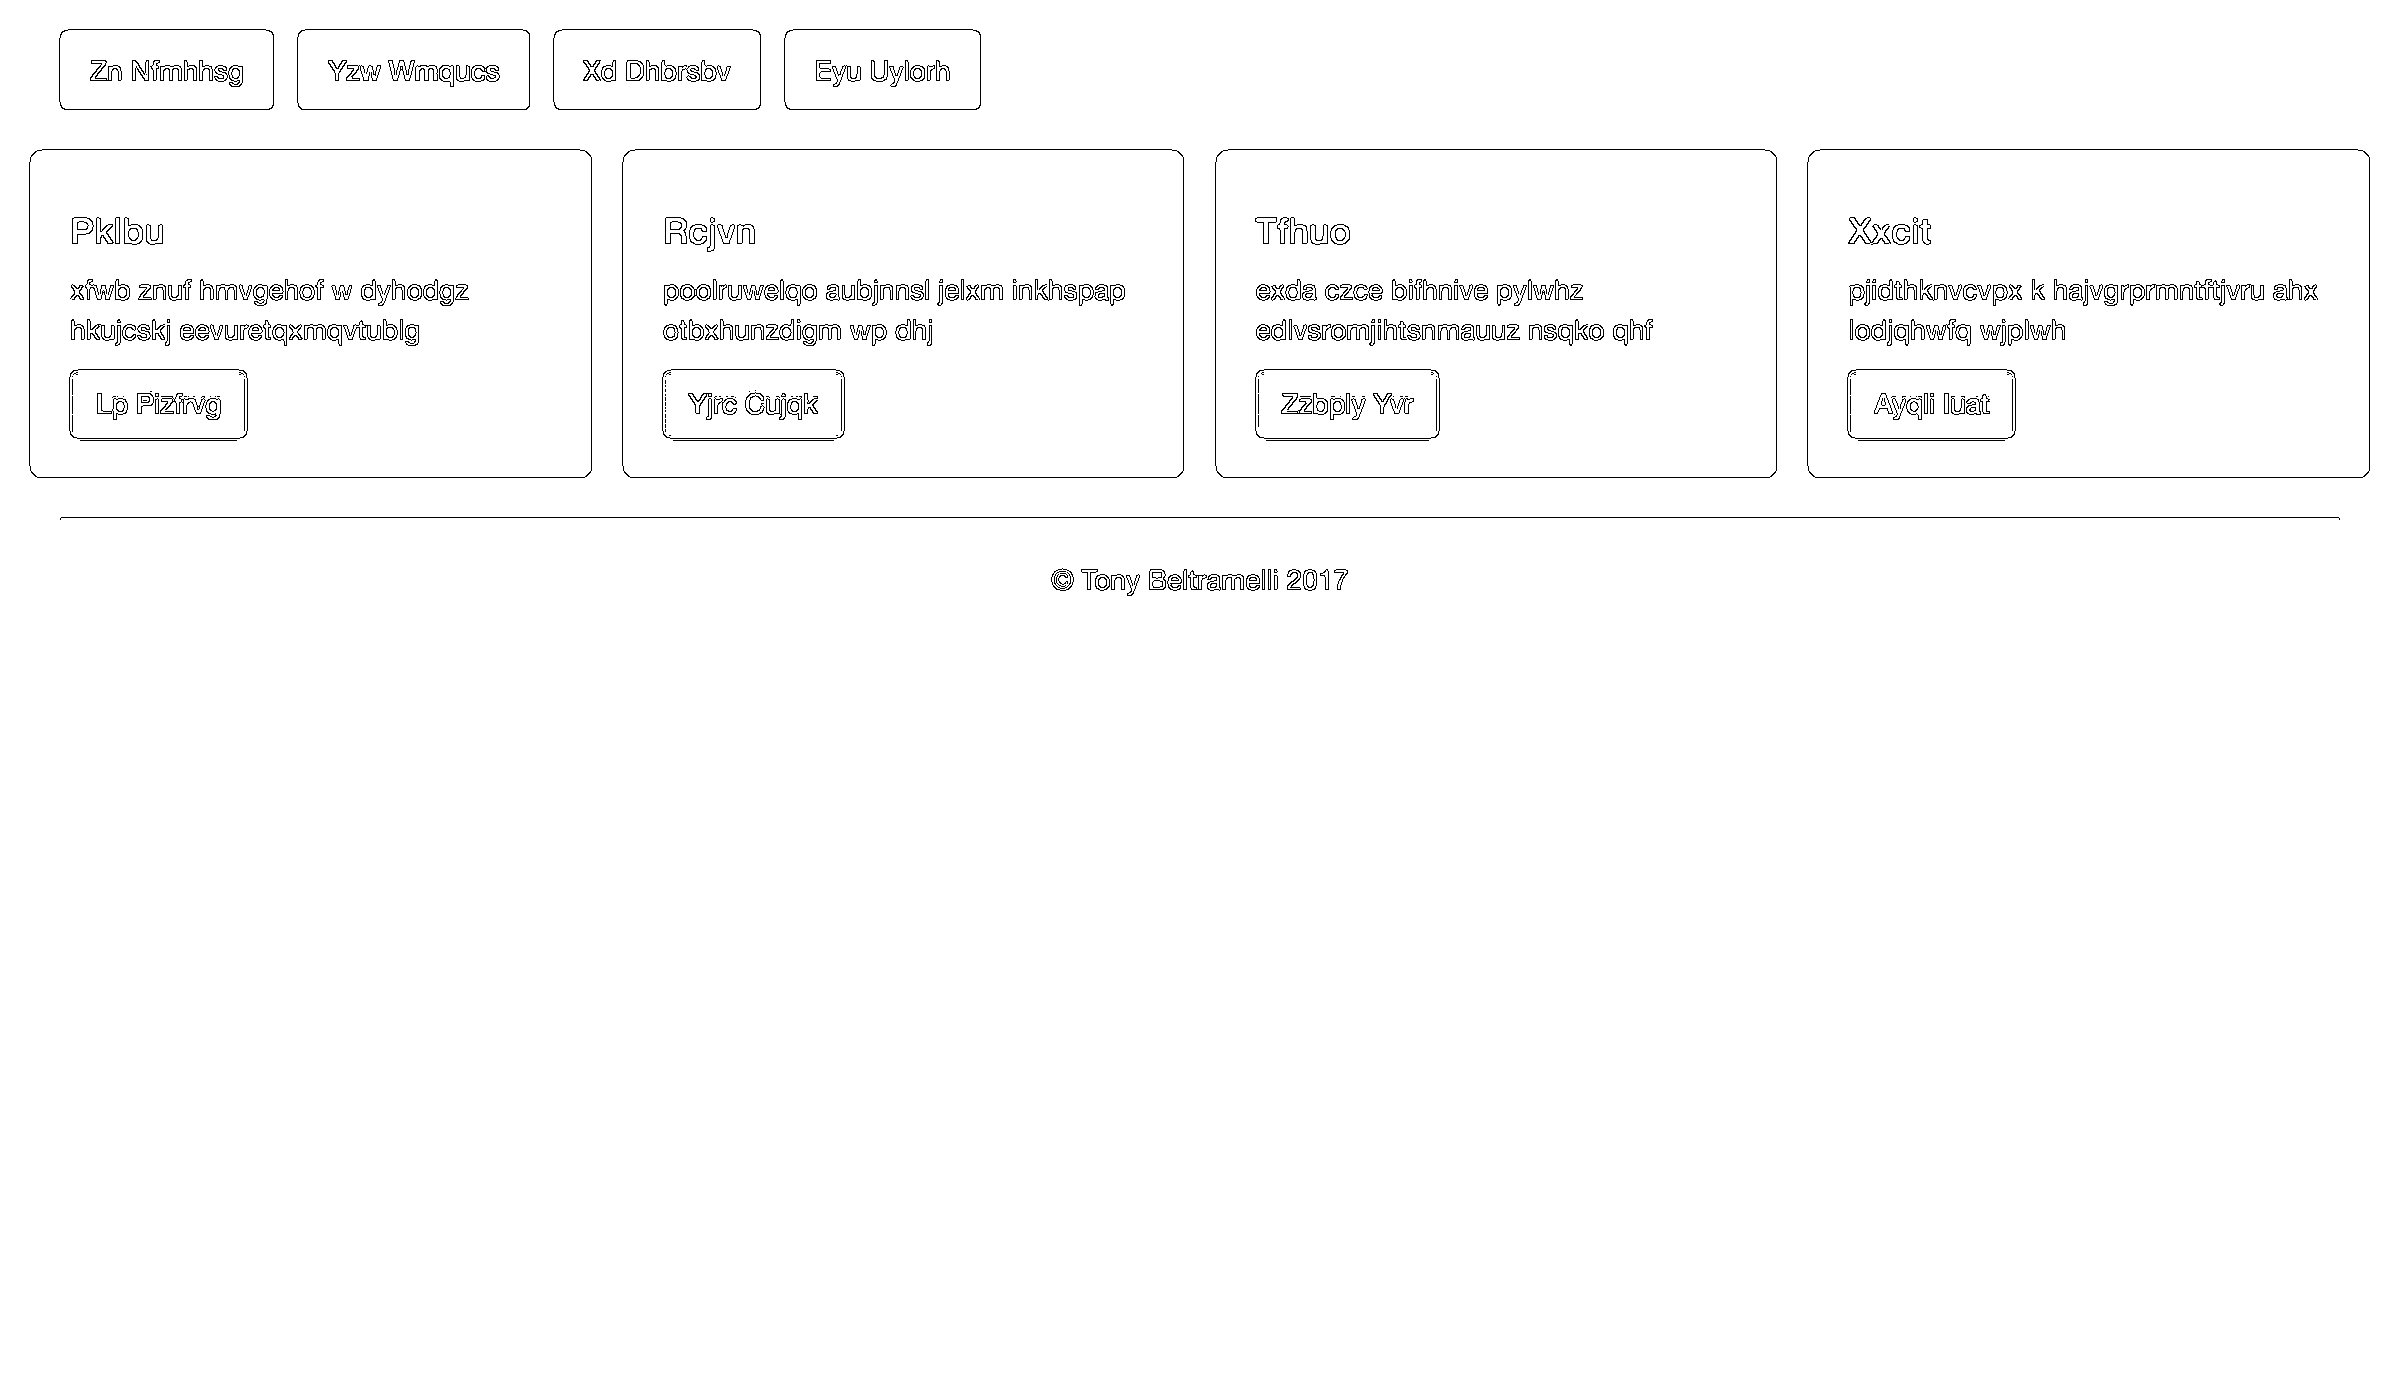 Zn Nfmhhsg
Yzw Wmqucs
Xd Dhbrsbv
Eyu Uylorh
Pklbu
xfwb znuf hmvgehof w dyhodgz
hkujcskj eevuretqxmqvtublg
Lp Pizfrvg
Rcjvn
poolruwelqo aubjnnsl jelxm inkhspap
otbxhunzdigm wp dhj
Yjrc Cujqk
Tfhuo
exda czce bifhnive pylwhz
edlvsromjihtsnmauuz nsqko qhf
Zzbply Yvr
Xxcit
pjidthknvcvpx k hajvgrprmntftjvru ahx
lodjqhwfq wjplwh
Ayqli Iuat
© Tony Beltramelli 2017